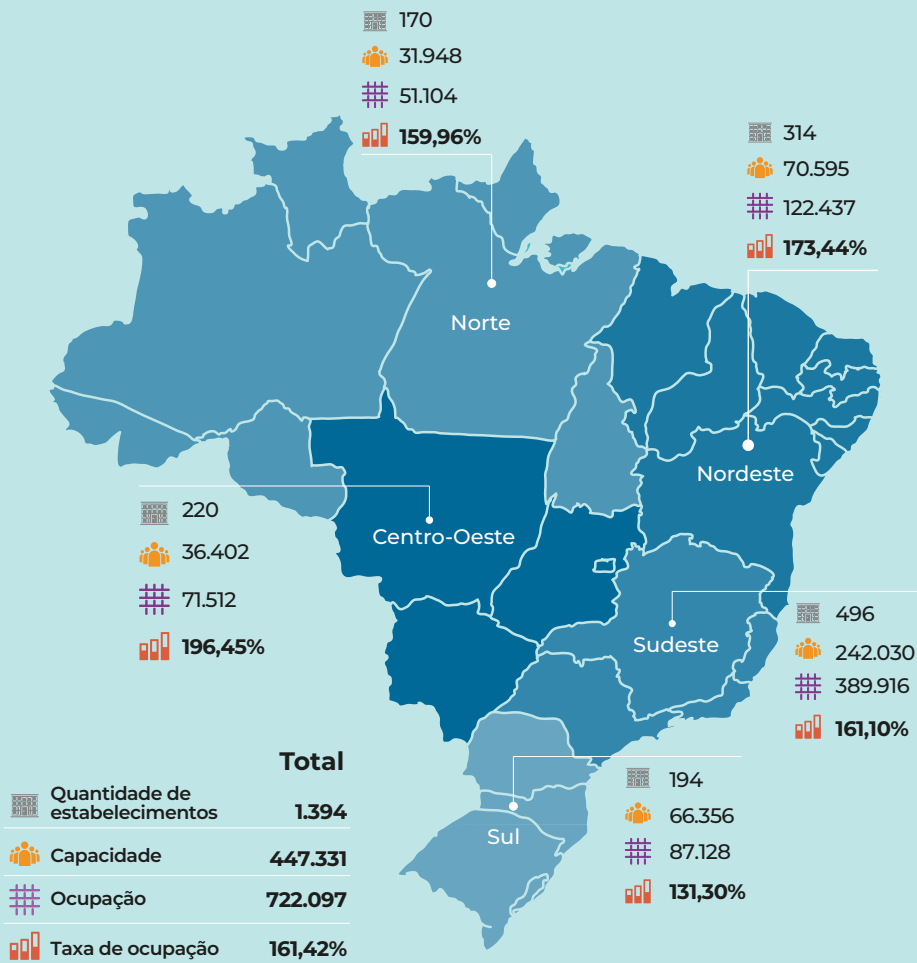 170
31.948
51.104
159,96%
314
70.595
122.437
173,44%
Norte
Nordeste
220
36.402
71.512
196,45%
Centro-Oeste
Sudeste
496
242.030
389.916
161,10%
Sul
194
66.356
87.128
131,30%
Total
Quantidade de
estabelecimentos 1.394
Capacidade 447.331
Ocupação 722.097
Taxa de ocupação 161,42%